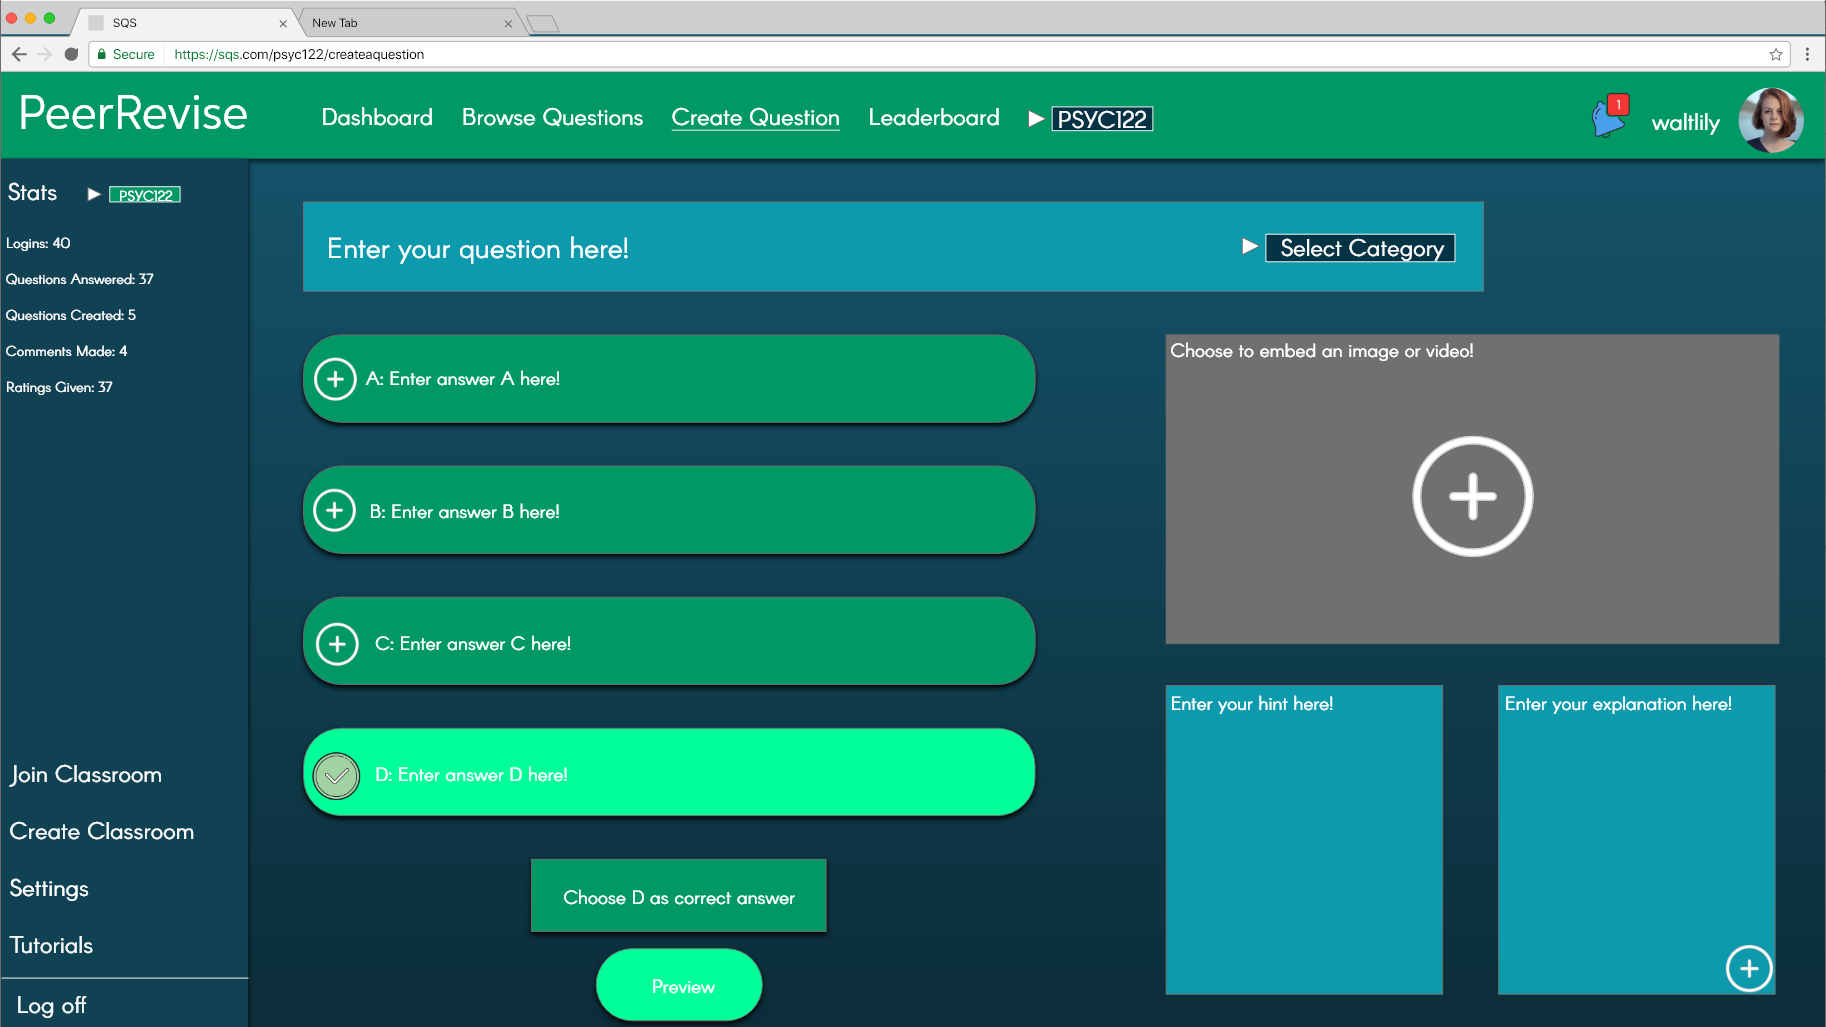 SQS
New Tab
Secure
https://sqs.com/psyc122/createaquestion
PeerRevise
Dashboard
Browse Questions
Create Question
Leaderboard
PSYC122
1
waltlily
Stats
PSYC122
Logins: 40
Questions Answered: 37
Questions Created: 5
Comments Made: 4
Ratings Given: 37
Join Classroom
Create Classroom
Settings
Tutorials
Log off
Enter your question here!
Select Category
A: Enter answer A here!
B: Enter answer B here!
C: Enter answer C here!
D: Enter answer D here!
Choose D as correct answer
Preview
Choose to embed an image or video!
Enter your hint here!
Enter your explanation here!